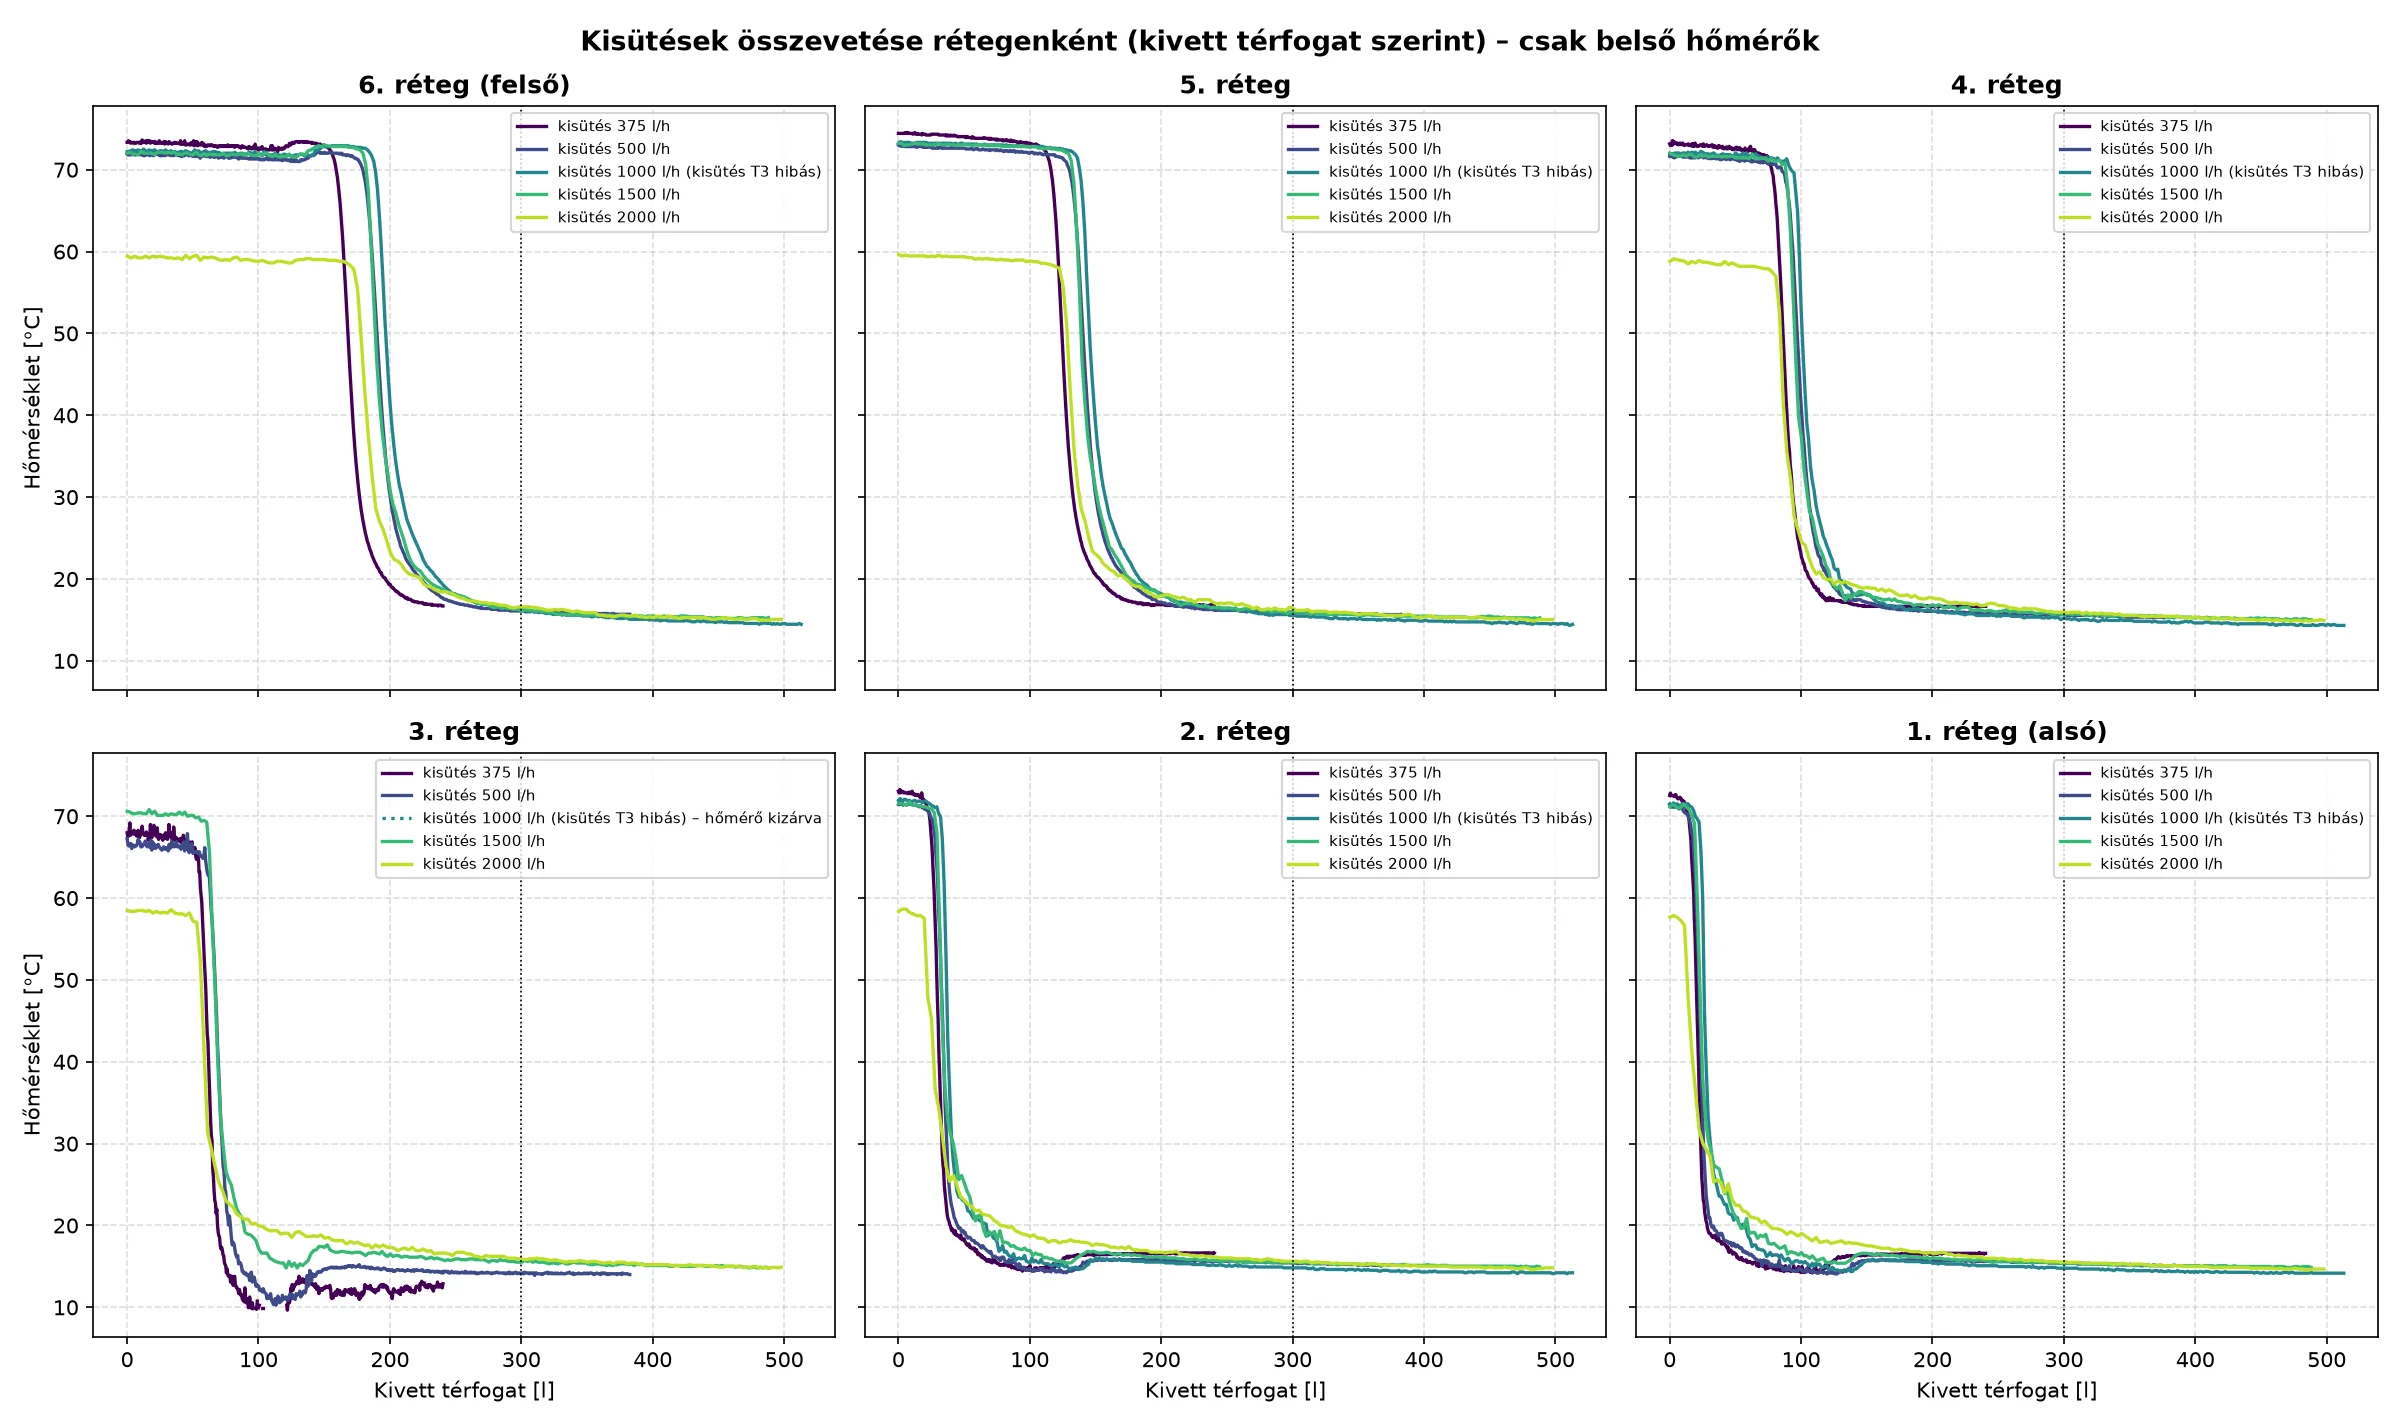 Kisütések összevetése rétegenként (kivett térfogat szerint) – csak belső hőmérők
6. réteg (felső)
5. réteg
4. réteg
kisütés 375 l/h
kisütés 500 l/h
kisütés 1000 l/h (kisütés T3 hibás)
kisütés 1500 l/h
kisütés 2000 l/h
kisütés 375 l/h
kisütés 500 l/h
kisütés 1000 l/h (kisütés T3 hibás)
kisütés 1500 l/h
kisütés 2000 l/h
kisütés 375 l/h
kisütés 500 l/h
kisütés 1000 l/h (kisütés T3 hibás)
kisütés 1500 l/h
kisütés 2000 l/h
Hőmérséklet [°C]
70
60
50
40
30
20
10
3. réteg
2. réteg
1. réteg (alsó)
kisütés 375 l/h
kisütés 500 l/h
kisütés 1000 l/h (kisütés T3 hibás) – hőmérő kizárva
kisütés 1500 l/h
kisütés 2000 l/h
kisütés 375 l/h
kisütés 500 l/h
kisütés 1000 l/h (kisütés T3 hibás)
kisütés 1500 l/h
kisütés 2000 l/h
kisütés 375 l/h
kisütés 500 l/h
kisütés 1000 l/h (kisütés T3 hibás)
kisütés 1500 l/h
kisütés 2000 l/h
Hőmérséklet [°C]
70
60
50
40
30
20
10
0 100 200 300 400 500
0 100 200 300 400 500
0 100 200 300 400 500
Kivett térfogat [l]
Kivett térfogat [l]
Kivett térfogat [l]